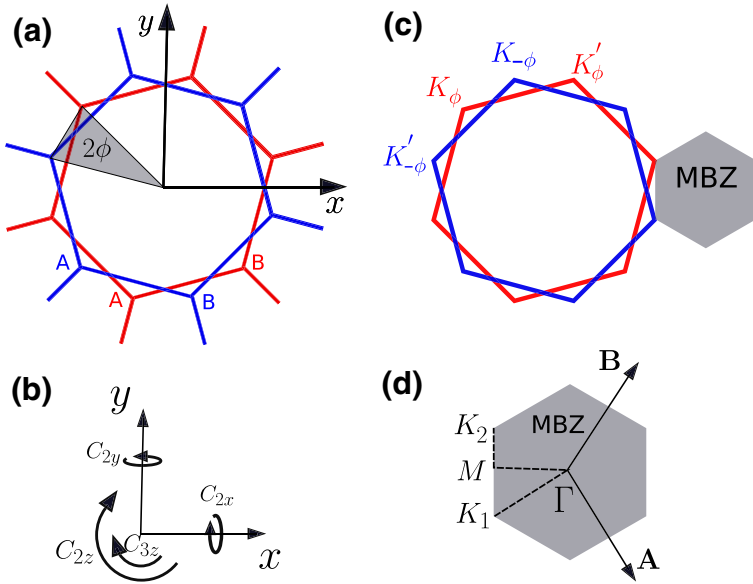 (a)
y
2ϕ
x
A
B
A
B
(b)
y
C₂y
C₂x
C₃z
C₂z
x
(c)
K₋ϕ
K′ϕ
Kϕ
K′₋ϕ
MBZ
(d)
B
MBZ
K₂
M
Γ
K₁
A